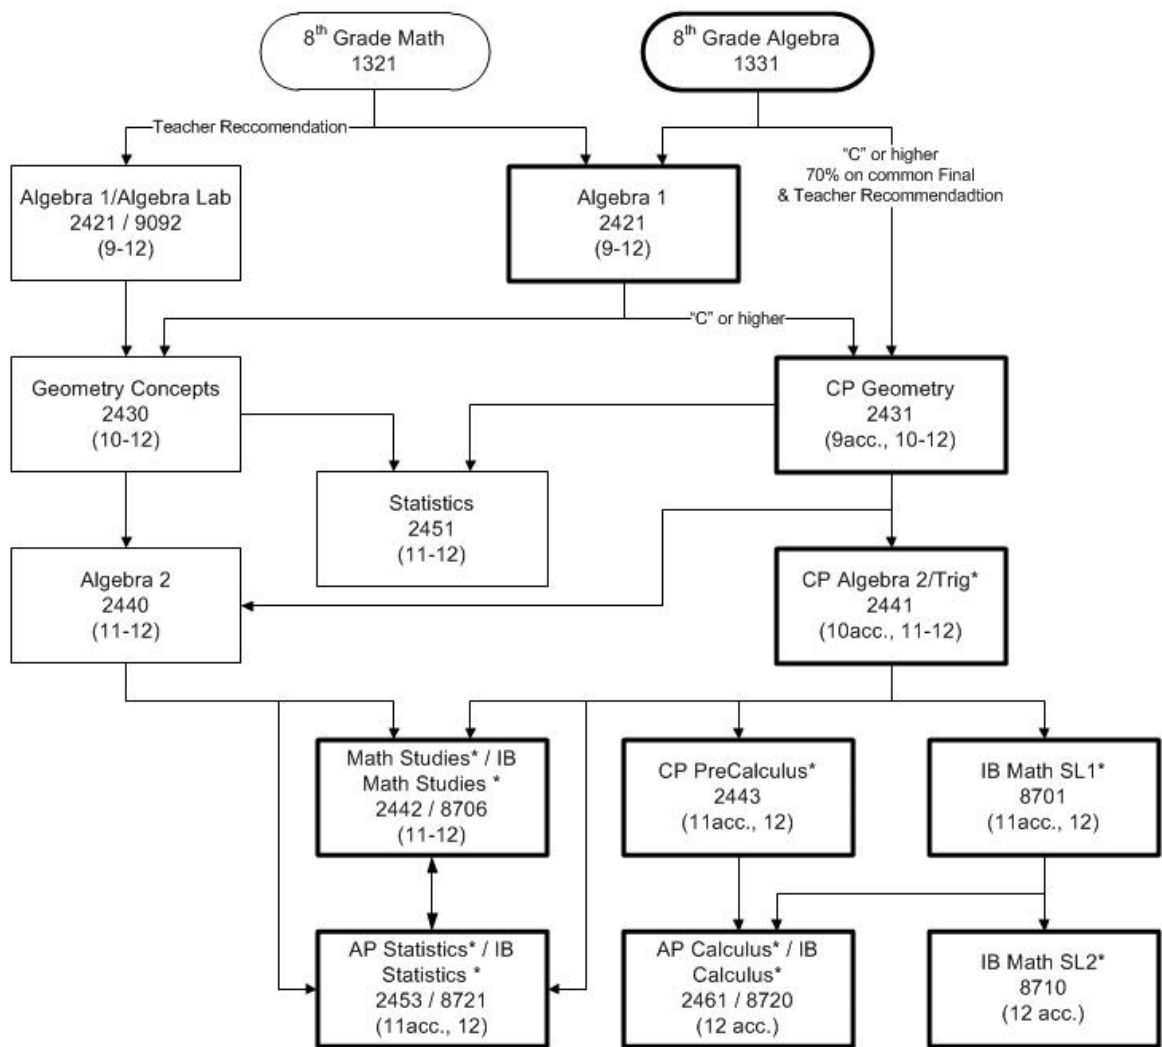 8th Grade Math
1321
8th Grade Algebra
1331
Teacher Reccomendation
"C" or higher
70% on common Final
& Teacher Recommendadtion
Algebra 1/Algebra Lab
2421 / 9092
(9-12)
Algebra 1
2421
(9-12)
"C" or higher
Geometry Concepts
2430
(10-12)
CP Geometry
2431
(9acc., 10-12)
Statistics
2451
(11-12)
Algebra 2
2440
(11-12)
CP Algebra 2/Trig*
2441
(10acc., 11-12)
Math Studies* / IB
Math Studies *
2442 / 8706
(11-12)
CP PreCalculus*
2443
(11acc., 12)
IB Math SL1*
8701
(11acc., 12)
AP Statistics* / IB
Statistics *
2453 / 8721
(11acc., 12)
AP Calculus* / IB
Calculus*
2461 / 8720
(12 acc.)
IB Math SL2*
8710
(12 acc.)